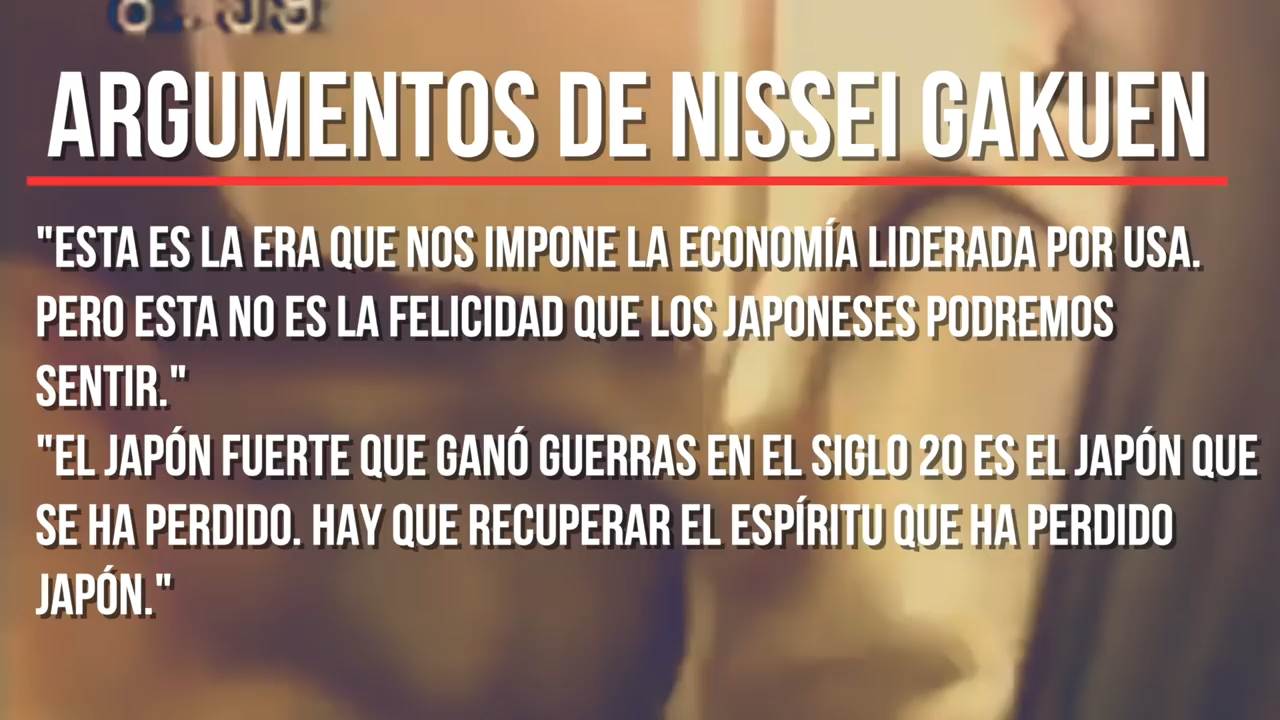 ARGUMENTOS DE NISSEI GAKUEN
"ESTA ES LA ERA QUE NOS IMPONE LA ECONOMÍA LIDERADA POR USA.
PERO ESTA NO ES LA FELICIDAD QUE LOS JAPONESES PODREMOS
SENTIR."
"EL JAPÓN FUERTE QUE GANÓ GUERRAS EN EL SIGLO 20 ES EL JAPÓN QUE
SE HA PERDIDO. HAY QUE RECUPERAR EL ESPÍRITU QUE HA PERDIDO
JAPÓN."